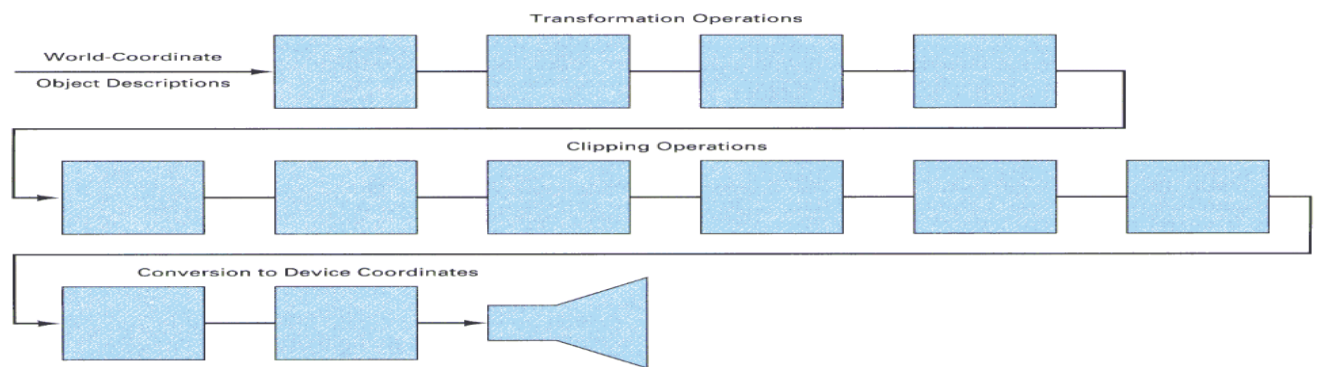 Transformation Operations
World-Coordinate
Object Descriptions
Clipping Operations
Conversion to Device Coordinates